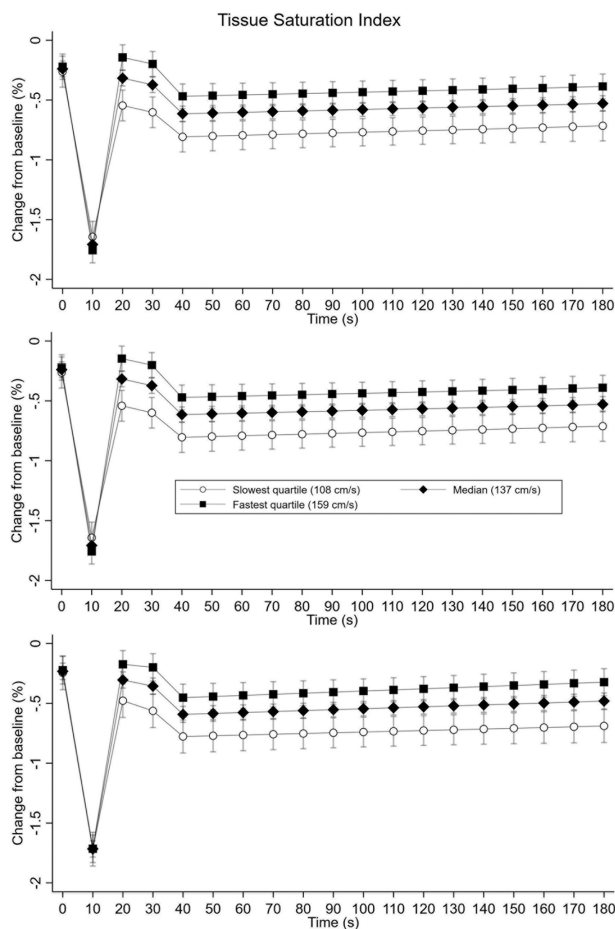 Tissue Saturation Index
Change from baseline (%)
0
-.5
-1
-1.5
-2
0 10 20 30 40 50 60 70 80 90 100 110 120 130 140 150 160 170 180
Time (s)
Change from baseline (%)
0
-.5
-1
-1.5
-2
Slowest quartile (108 cm/s) Median (137 cm/s)
Fastest quartile (159 cm/s)
0 10 20 30 40 50 60 70 80 90 100 110 120 130 140 150 160 170 180
Time (s)
Change from baseline (%)
0
-.5
-1
-1.5
-2
0 10 20 30 40 50 60 70 80 90 100 110 120 130 140 150 160 170 180
Time (s)